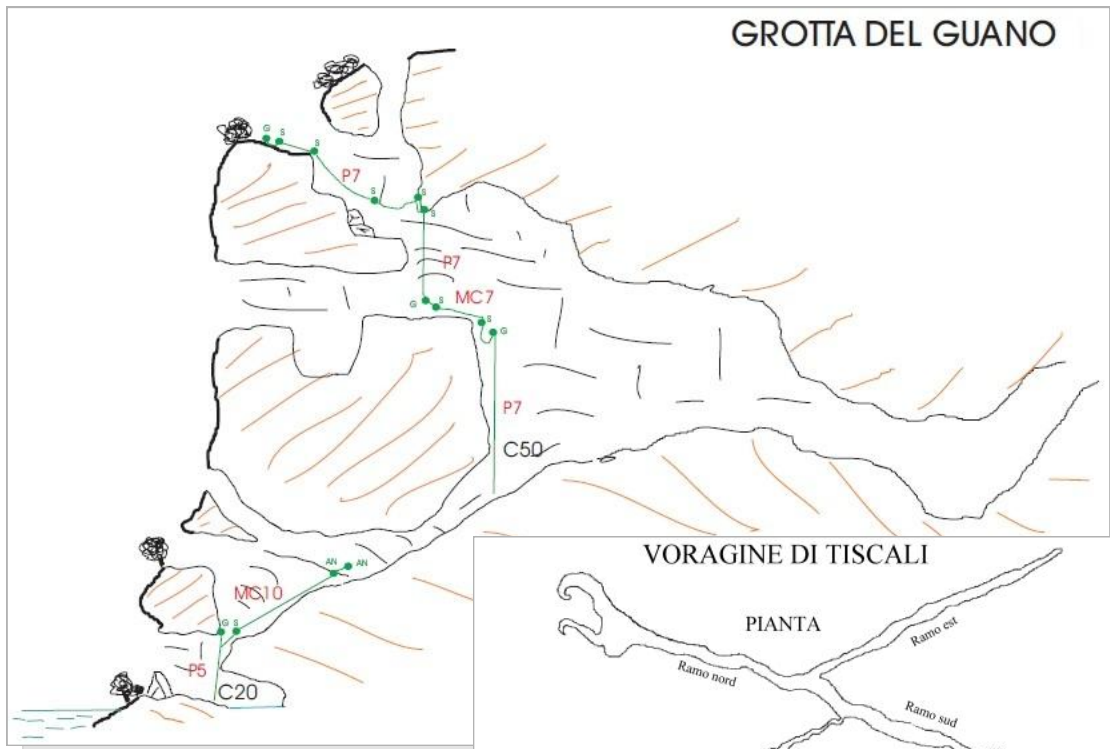 GROTTA DEL GUANO
G S
S
P7
S
S
S
P7
MC7
G S
S
G
P7
C50
AN AN
MC10
G S
P5
C20
VORAGINE DI TISCALI
PIANTA
Ramo est
Ramo nord
Ramo sud